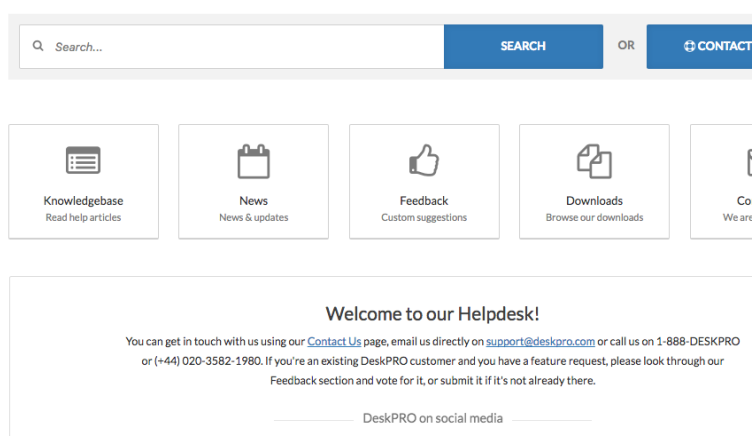 Search...
SEARCH
OR
CONTACT
Knowledgebase
Read help articles
News
News & updates
Feedback
Custom suggestions
Downloads
Browse our downloads
Co
We are
Welcome to our Helpdesk!
You can get in touch with us using our Contact Us page, email us directly on support@deskpro.com or call us on 1-888-DESKPRO
or (+44) 020-3582-1980. If you're an existing DeskPRO customer and you have a feature request, please look through our
Feedback section and vote for it, or submit it if it's not already there.
DeskPRO on social media